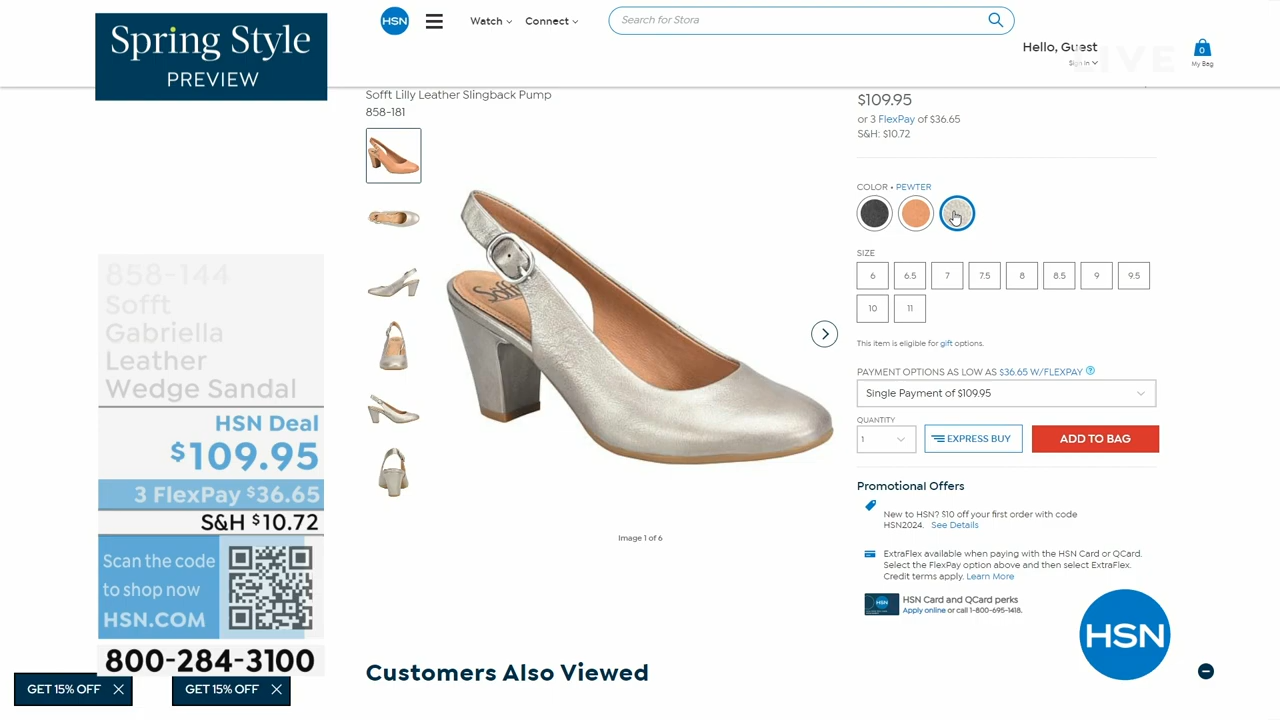 Spring Style
PREVIEW
HSN
Watch
Connect
Search for Stora
Hello, Guest
Sign In
LIVE
0
My Bag
Sofft Lilly Leather Slingback Pump
858-181
$109.95
or 3 FlexPay of $36.65
S&H: $10.72
COLOR • PEWTER
SIZE
6 6.5 7 7.5 8 8.5 9 9.5
10 11
This item is eligible for gift options.
PAYMENT OPTIONS AS LOW AS $36.65 W/FLEXPAY ?
Single Payment of $109.95
QUANTITY
1
EXPRESS BUY
ADD TO BAG
Promotional Offers
New to HSN? $10 off your first order with code
HSN2024. See Details
ExtraFlex available when paying with the HSN Card or QCard.
Select the FlexPay option above and then select ExtraFlex.
Credit terms apply. Learn More
HSN
HSN Card and QCard perks
Apply online or call 1-800-695-1418.
Söfft
Image 1 of 6
858-144
Sofft
Gabriella
Leather
Wedge Sandal
HSN Deal
$109.95
3 FlexPay $36.65
S&H $10.72
Scan the code
to shop now
HSN.COM
800-284-3100
GET 15% OFF
GET 15% OFF
Customers Also Viewed
HSN